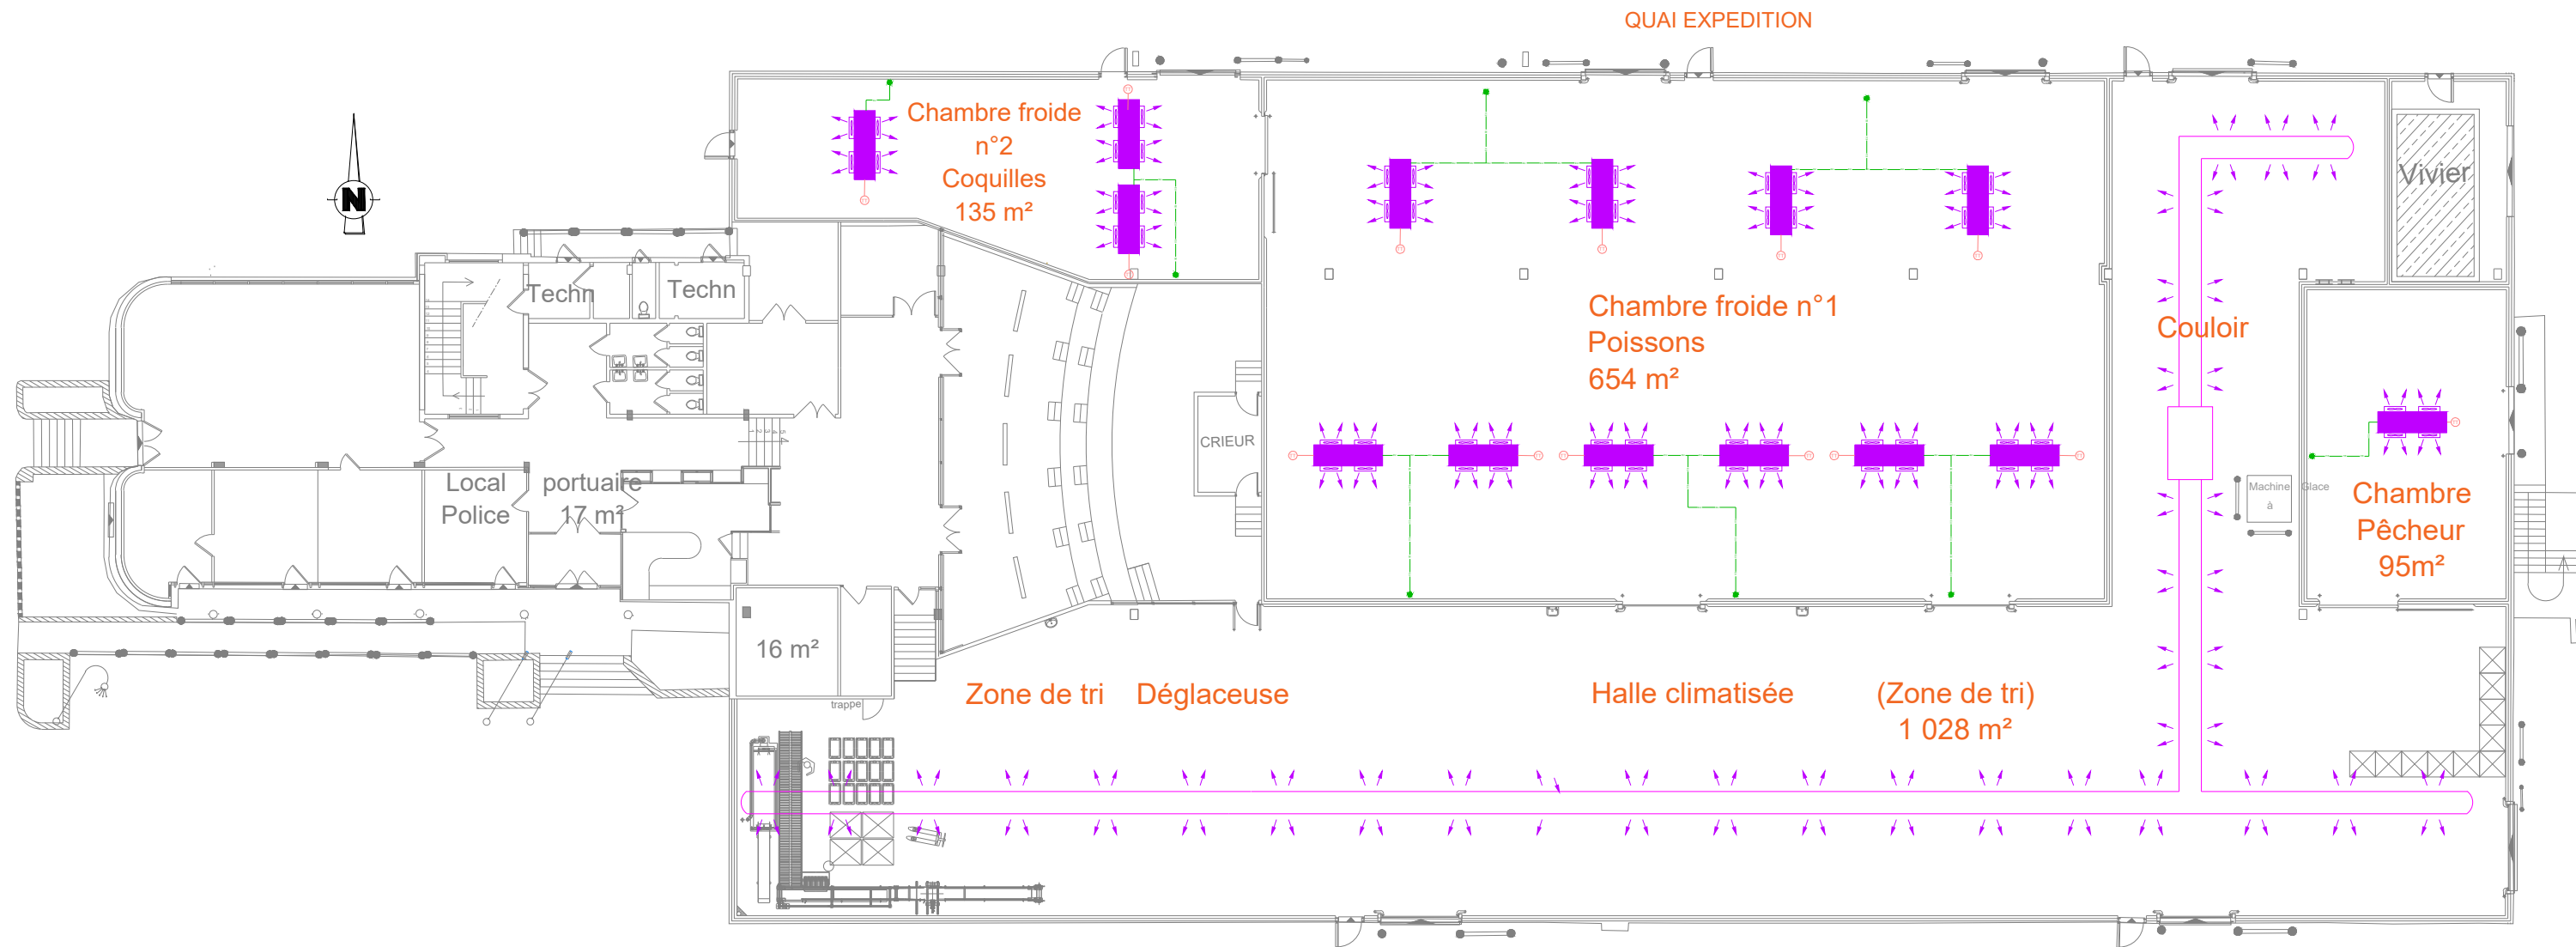 QUAI EXPEDITION
Chambre froide
n°2
Coquilles
135 m²
N
Vivier
Techn
Techn
Chambre froide n°1
Poissons
654 m²
Couloir
CRIEUR
Local
Police
portuaire
17 m²
Machine
à
Glace
Chambre
Pêcheur
95m²
16 m²
trappe
Zone de tri
Déglaceuse
Halle climatisée
(Zone de tri)
1 028 m²